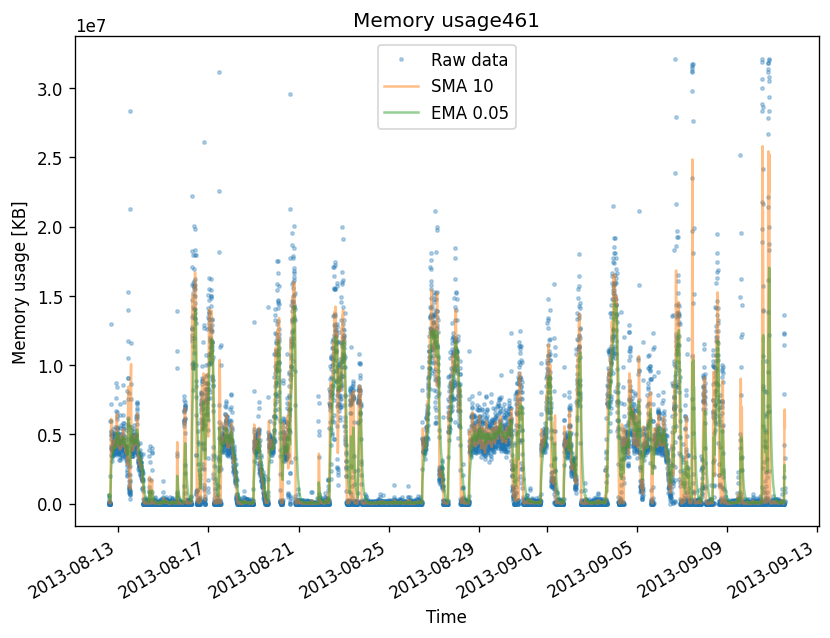 Memory usage461
1e7
Raw data
SMA 10
EMA 0.05
3.0
2.5
2.0
1.5
1.0
0.5
0.0
Memory usage [KB]
2013-08-13
2013-08-17
2013-08-21
2013-08-25
2013-08-29
2013-09-01
2013-09-05
2013-09-09
2013-09-13
Time